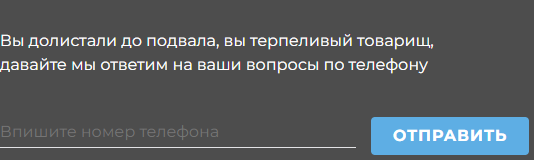 Вы долистали до подвала, вы терпеливый товарищ,
давайте мы ответим на ваши вопросы по телефону
Впишите номер телефона
ОТПРАВИТЬ